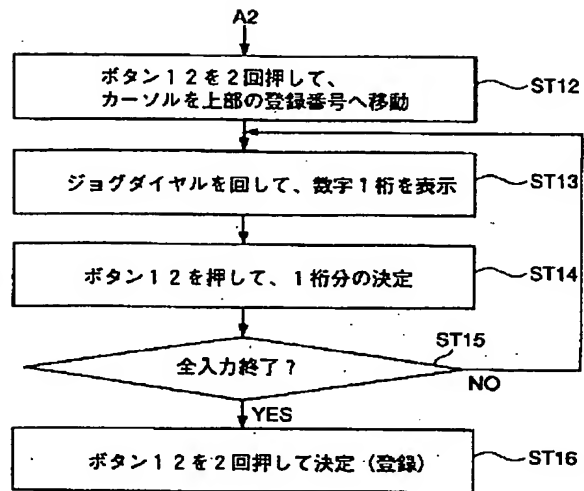 A2
ボタン１２を２回押して、
カーソルを上部の登録番号へ移動
ST12
ジョグダイヤルを回して、数字１桁を表示
ST13
ボタン１２を押して、１桁分の決定
ST14
ST15
全入力終了？
NO
YES
ボタン１２を２回押して決定（登録）
ST16